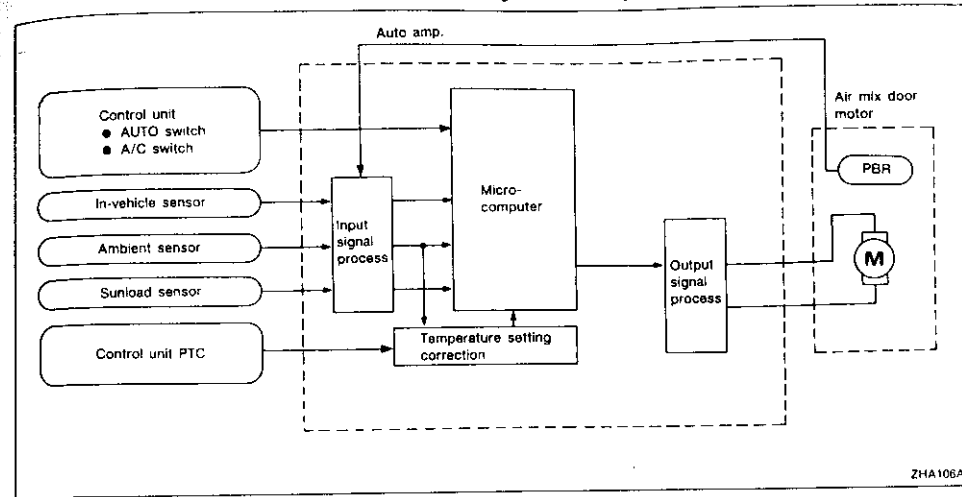 Auto amp.
Control unit
● AUTO switch
● A/C switch
In-vehicle sensor
Ambient sensor
Sunload sensor
Control unit PTC
Input
signal
process
Micro-
computer
Temperature setting
correction
Output
signal
process
Air mix door
motor
PBR
M
ZHA106A